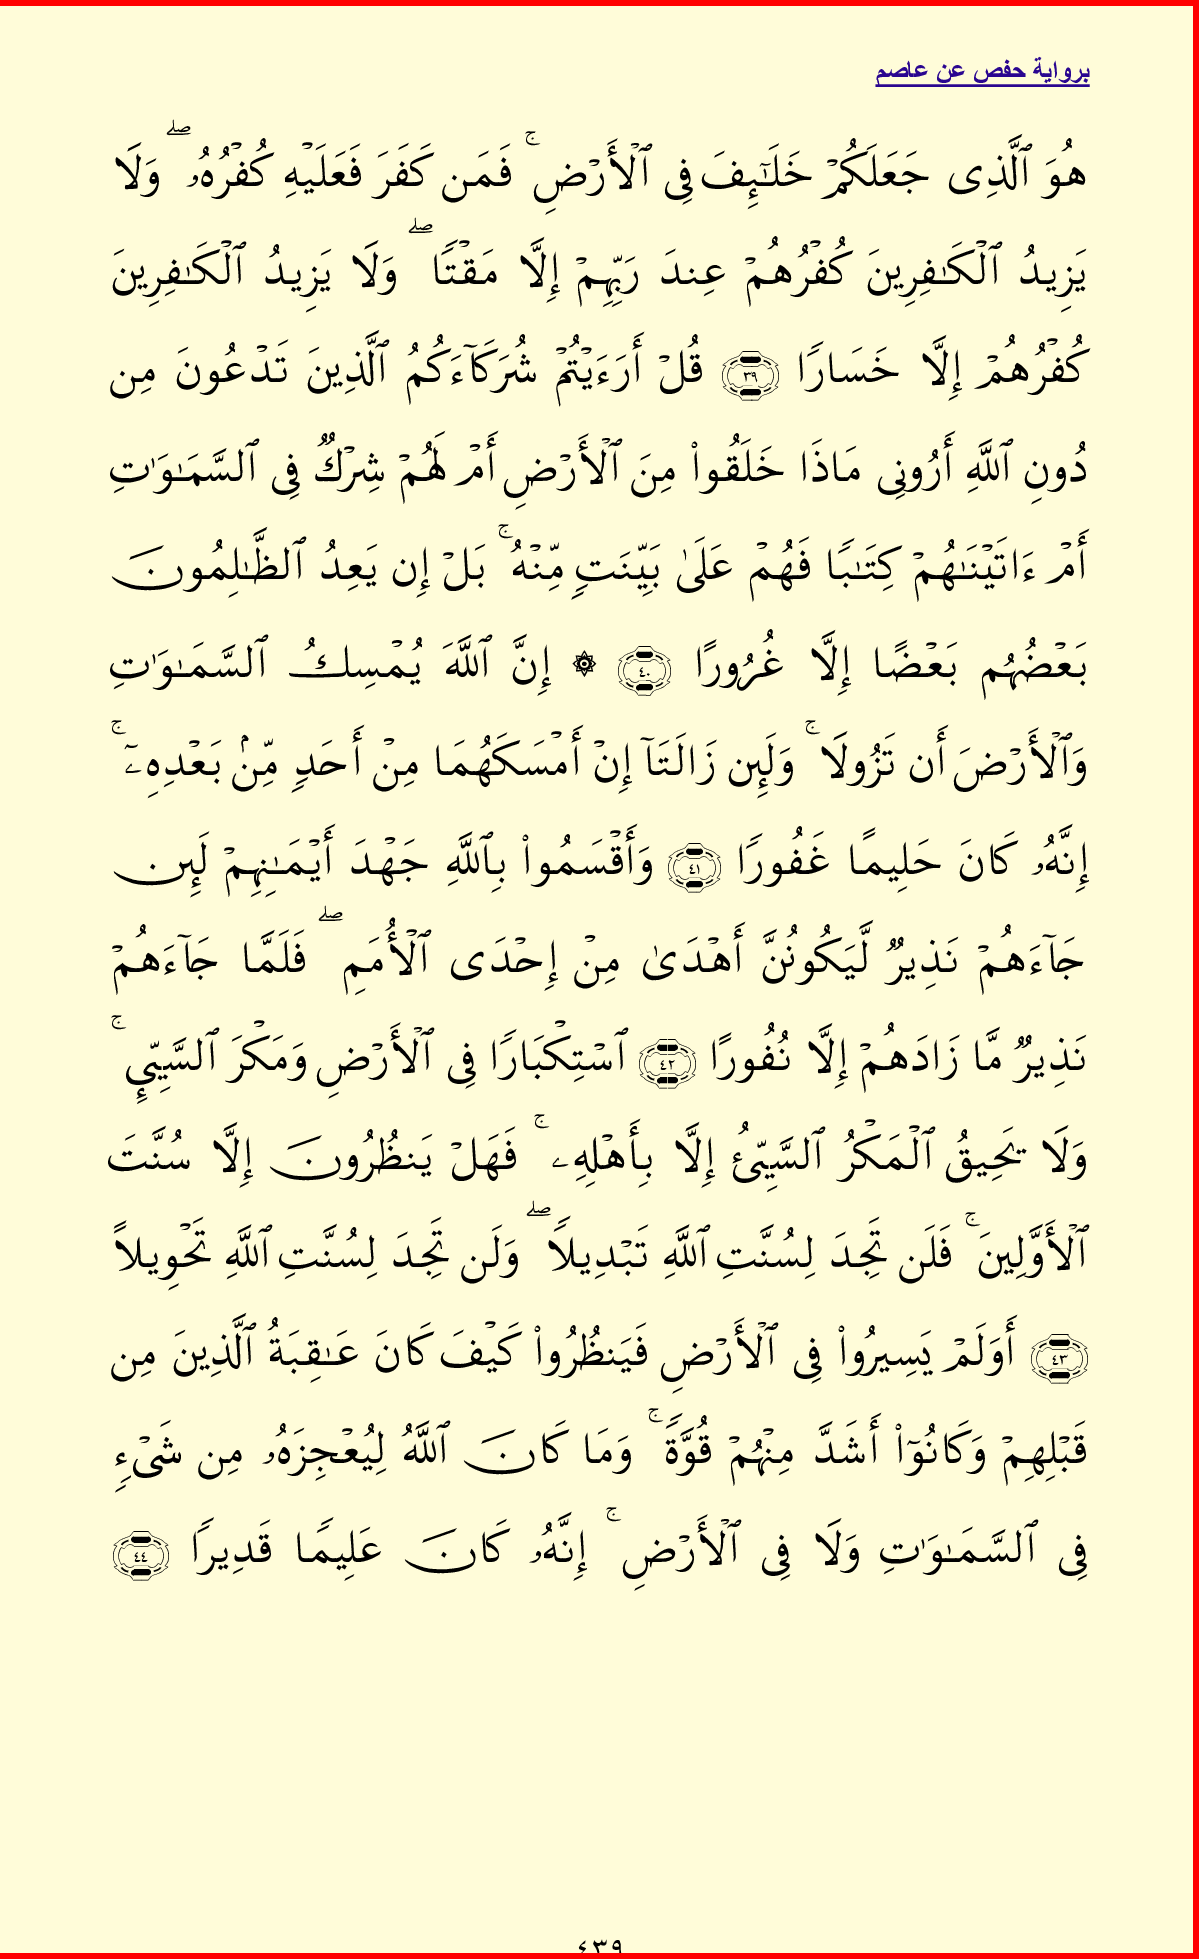 برواية حفص عن عاصم
هُوَ ٱلَّذِى جَعَلَكُمْ خَلَـٰٓئِفَ فِى ٱلْأَرْضِ ۚ فَمَن كَفَرَ فَعَلَيْهِ كُفْرُهُۥ ۖ وَلَا
يَزِيدُ ٱلْكَـٰفِرِينَ كُفْرُهُمْ عِندَ رَبِّهِمْ إِلَّا مَقْتًا ۖ وَلَا يَزِيدُ ٱلْكَـٰفِرِينَ
كُفْرُهُمْ إِلَّا خَسَارًا ﴿٣٩﴾ قُلْ أَرَءَيْتُمْ شُرَكَآءَكُمُ ٱلَّذِينَ تَدْعُونَ مِن
دُونِ ٱللَّهِ أَرُونِى مَاذَا خَلَقُوا۟ مِنَ ٱلْأَرْضِ أَمْ لَهُمْ شِرْكٌ فِى ٱلسَّمَـٰوَٰتِ
أَمْ ءَاتَيْنَـٰهُمْ كِتَـٰبًا فَهُمْ عَلَىٰ بَيِّنَتٍ مِّنْهُ ۚ بَلْ إِن يَعِدُ ٱلظَّـٰلِمُونَ
بَعْضُهُم بَعْضًا إِلَّا غُرُورًا ﴿٤٠﴾ ۞ إِنَّ ٱللَّهَ يُمْسِكُ ٱلسَّمَـٰوَٰتِ
وَٱلْأَرْضَ أَن تَزُولَا ۚ وَلَئِن زَالَتَآ إِنْ أَمْسَكَهُمَا مِنْ أَحَدٍ مِّنۢ بَعْدِهِۦٓ ۚ
إِنَّهُۥ كَانَ حَلِيمًا غَفُورًا ﴿٤١﴾ وَأَقْسَمُوا۟ بِٱللَّهِ جَهْدَ أَيْمَـٰنِهِمْ لَئِن
جَآءَهُمْ نَذِيرٌ لَّيَكُونُنَّ أَهْدَىٰ مِنْ إِحْدَى ٱلْأُمَمِ ۖ فَلَمَّا جَآءَهُمْ
نَذِيرٌ مَّا زَادَهُمْ إِلَّا نُفُورًا ﴿٤٢﴾ ٱسْتِكْبَارًا فِى ٱلْأَرْضِ وَمَكْرَ ٱلسَّيِّئِ ۚ
وَلَا يَحِيقُ ٱلْمَكْرُ ٱلسَّيِّئُ إِلَّا بِأَهْلِهِۦ ۚ فَهَلْ يَنظُرُونَ إِلَّا سُنَّتَ
ٱلْأَوَّلِينَ ۚ فَلَن تَجِدَ لِسُنَّتِ ٱللَّهِ تَبْدِيلًا ۖ وَلَن تَجِدَ لِسُنَّتِ ٱللَّهِ تَحْوِيلًا
﴿٤٣﴾ أَوَلَمْ يَسِيرُوا۟ فِى ٱلْأَرْضِ فَيَنظُرُوا۟ كَيْفَ كَانَ عَـٰقِبَةُ ٱلَّذِينَ مِن
قَبْلِهِمْ وَكَانُوٓا۟ أَشَدَّ مِنْهُمْ قُوَّةً ۚ وَمَا كَانَ ٱللَّهُ لِيُعْجِزَهُۥ مِن شَىْءٍ
فِى ٱلسَّمَـٰوَٰتِ وَلَا فِى ٱلْأَرْضِ ۚ إِنَّهُۥ كَانَ عَلِيمًا قَدِيرًا ﴿٤٤﴾
٤٣٩